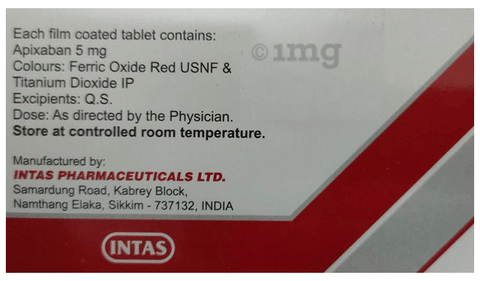 Each film coated tablet contains:
Apixaban 5 mg
©1mg
Colours: Ferric Oxide Red USNF &
Titanium Dioxide IP
Excipients: Q.S.
Dose: As directed by the Physician.
Store at controlled room temperature.
Manufactured by:
INTAS PHARMACEUTICALS LTD.
Samardung Road, Kabrey Block,
Namthang Elaka, Sikkim - 737132, INDIA
INTAS